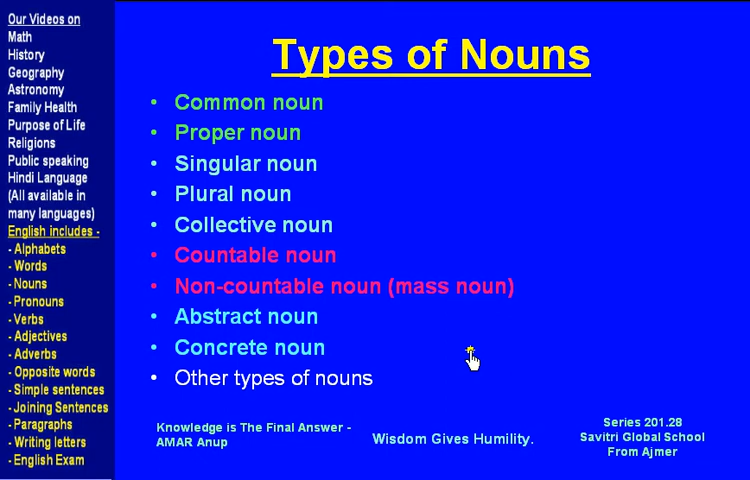 Our Videos on
Math
History
Geography
Astronomy
Family Health
Purpose of Life
Religions
Public speaking
Hindi Language
(All available in
many languages)
English includes -
- Alphabets
- Words
- Nouns
- Pronouns
- Verbs
- Adjectives
- Adverbs
- Opposite words
- Simple sentences
- Joining Sentences
- Paragraphs
- Writing letters
- English Exam
Types of Nouns
• Common noun
• Proper noun
• Singular noun
• Plural noun
• Collective noun
• Countable noun
• Non-countable noun (mass noun)
• Abstract noun
• Concrete noun
• Other types of nouns
Knowledge is The Final Answer -
AMAR Anup
Wisdom Gives Humility.
Series 201.28
Savitri Global School
From Ajmer